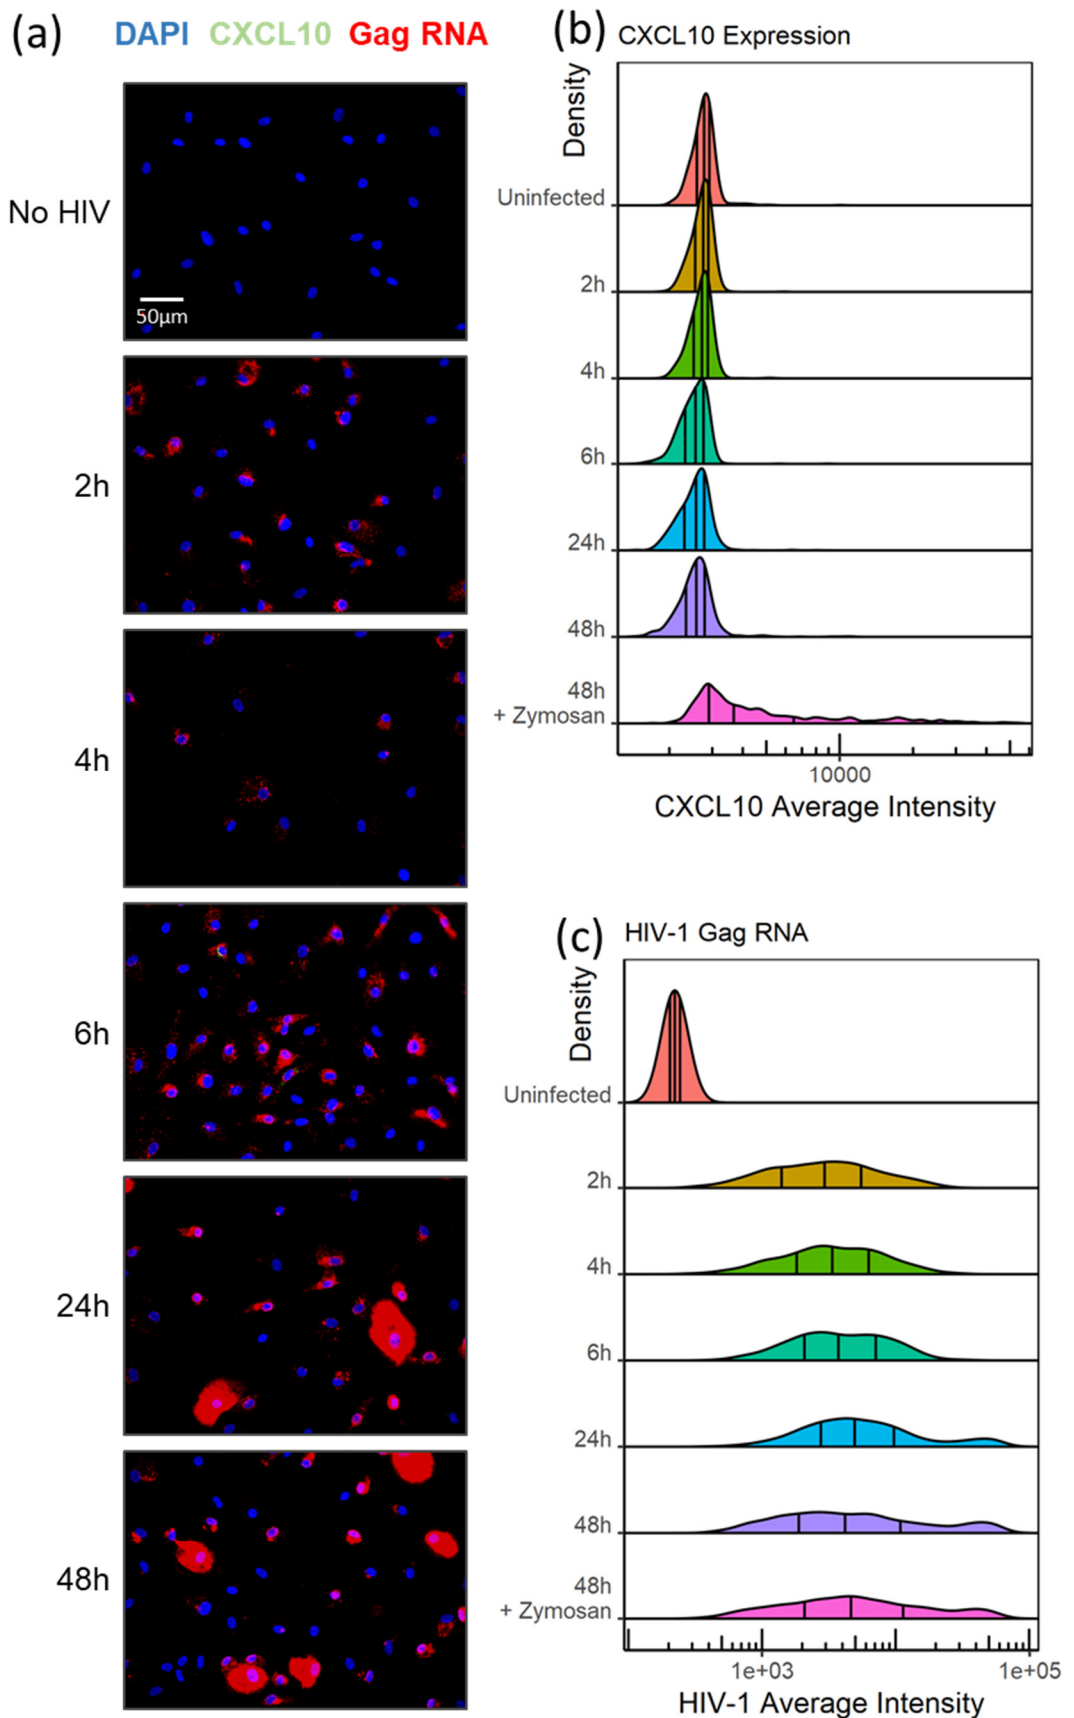 (a) DAPI CXCL10 Gag RNA
No HIV
50µm
2h
4h
6h
24h
48h
(b) CXCL10 Expression
Density
Uninfected
2h
4h
6h
24h
48h
48h
+ Zymosan
10000
CXCL10 Average Intensity
(c) HIV-1 Gag RNA
Density
Uninfected
2h
4h
6h
24h
48h
48h
+ Zymosan
1e+03 1e+05
HIV-1 Average Intensity